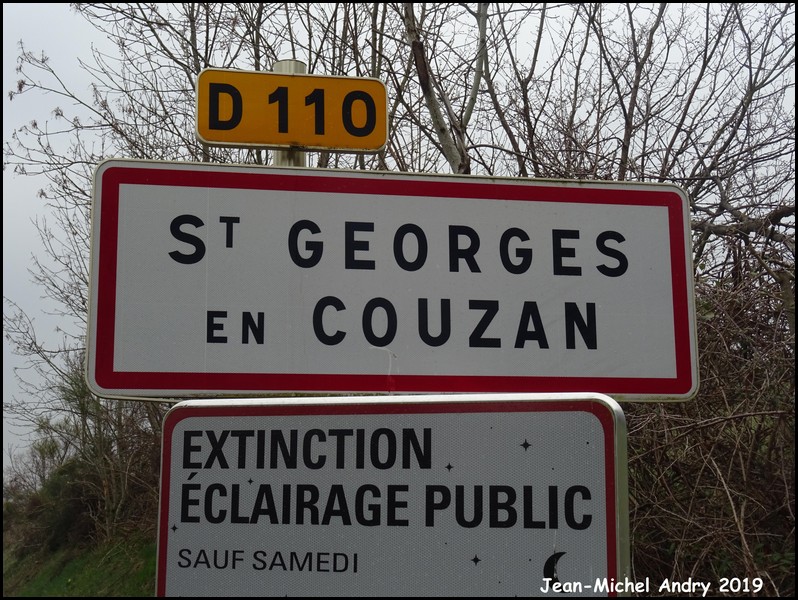 D 110
ST GEORGES
EN COUZAN
EXTINCTION
ÉCLAIRAGE PUBLIC
SAUF SAMEDI
Jean-Michel Andry 2019